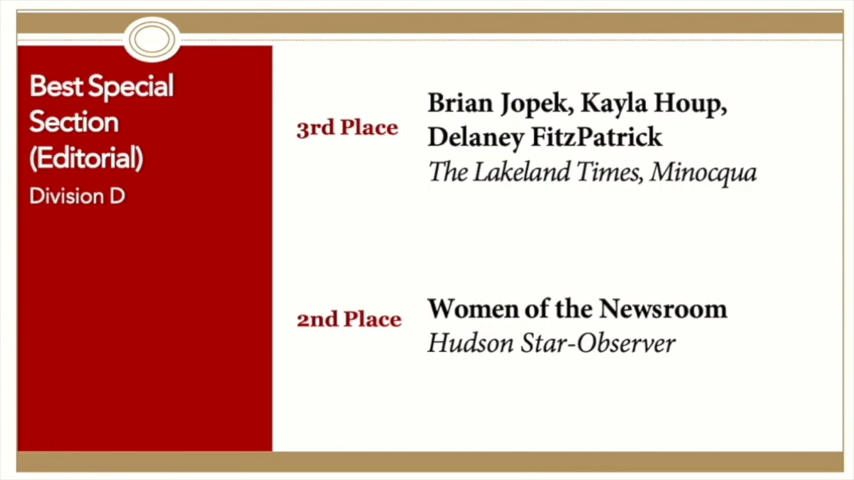 Best Special
Section
(Editorial)
Division D
3rd Place
Brian Jopek, Kayla Houp,
Delaney FitzPatrick
The Lakeland Times, Minocqua
2nd Place
Women of the Newsroom
Hudson Star-Observer